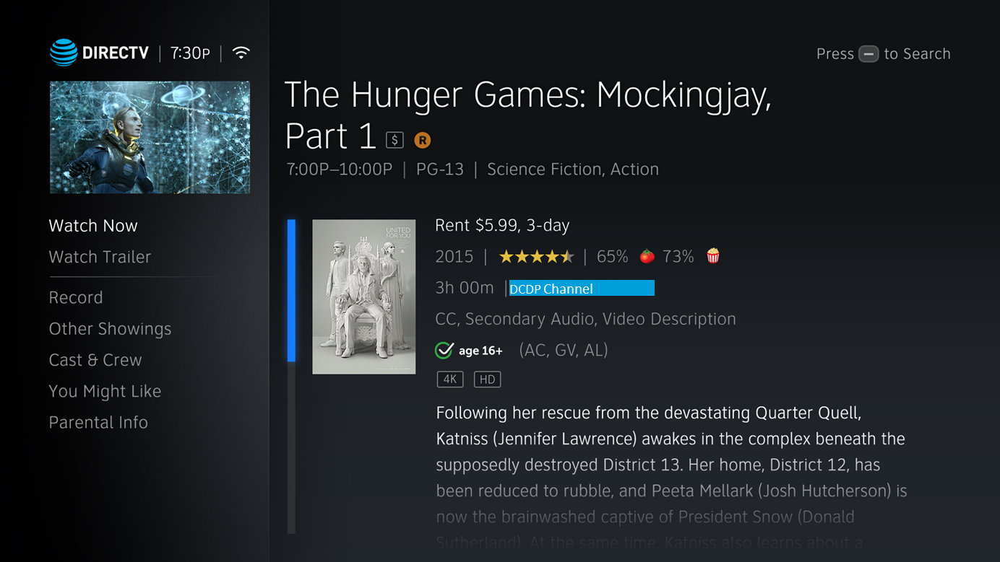 DIRECTV | 7:30P |
Press to Search
The Hunger Games: Mockingjay,
Part 1 $ R
7:00P–10:00P | PG-13 | Science Fiction, Action
Watch Now
Watch Trailer
Record
Other Showings
Cast & Crew
You Might Like
Parental Info
UNITED
FOR YOU
Rent $5.99, 3-day
2015 | | 65% 73%
3h 00m | DCDP Channel
CC, Secondary Audio, Video Description
age 16+ (AC, GV, AL)
4K HD
Following her rescue from the devastating Quarter Quell,
Katniss (Jennifer Lawrence) awakes in the complex beneath the
supposedly destroyed District 13. Her home, District 12, has
been reduced to rubble, and Peeta Mellark (Josh Hutcherson) is
now the brainwashed captive of President Snow (Donald
Sutherland). At the same time, Katniss also learns about a